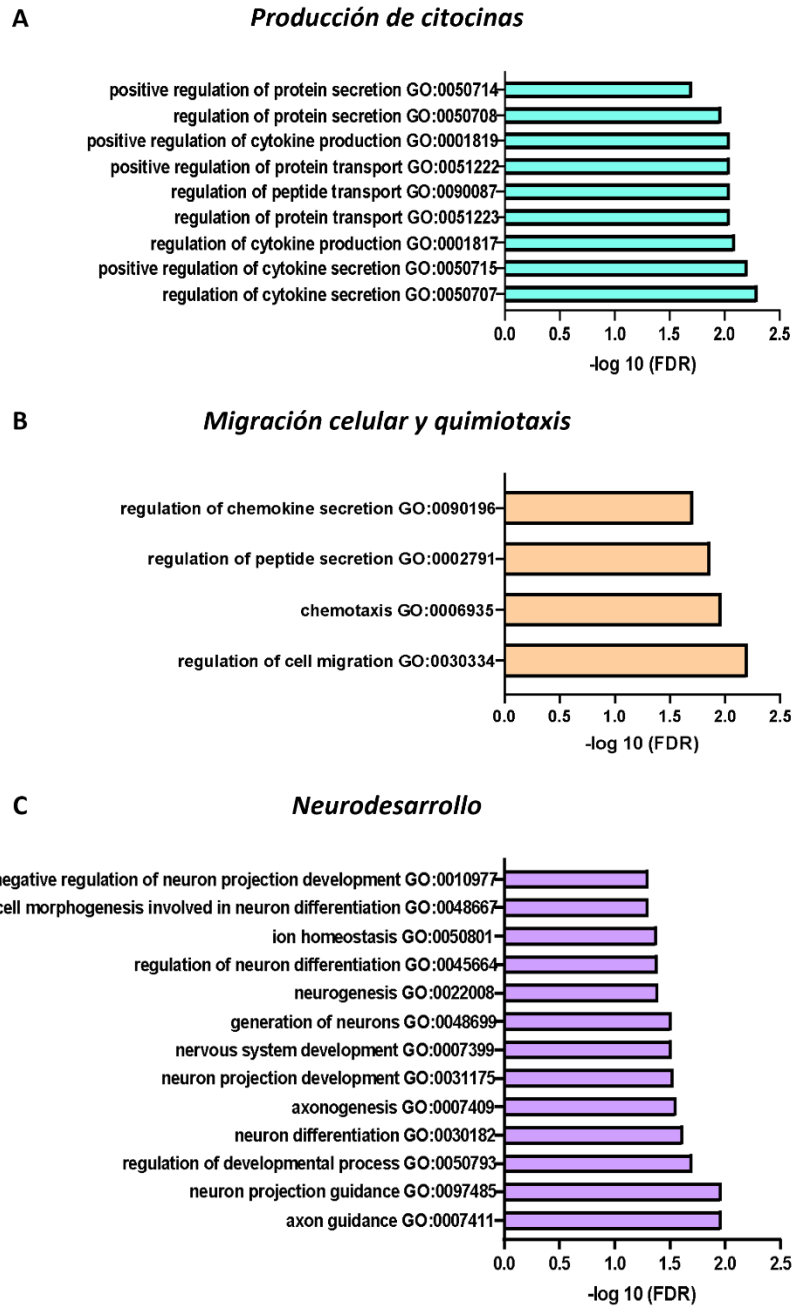 A
Producción de citocinas
positive regulation of protein secretion GO:0050714
regulation of protein secretion GO:0050708
positive regulation of cytokine production GO:0001819
positive regulation of protein transport GO:0051222
regulation of peptide transport GO:0090087
regulation of protein transport GO:0051223
regulation of cytokine production GO:0001817
positive regulation of cytokine secretion GO:0050715
regulation of cytokine secretion GO:0050707
0.0 0.5 1.0 1.5 2.0 2.5
-log 10 (FDR)
B
Migración celular y quimiotaxis
regulation of chemokine secretion GO:0090196
regulation of peptide secretion GO:0002791
chemotaxis GO:0006935
regulation of cell migration GO:0030334
0.0 0.5 1.0 1.5 2.0 2.5
-log 10 (FDR)
C
Neurodesarrollo
negative regulation of neuron projection development GO:0010977
cell morphogenesis involved in neuron differentiation GO:0048667
ion homeostasis GO:0050801
regulation of neuron differentiation GO:0045664
neurogenesis GO:0022008
generation of neurons GO:0048699
nervous system development GO:0007399
neuron projection development GO:0031175
axonogenesis GO:0007409
neuron differentiation GO:0030182
regulation of developmental process GO:0050793
neuron projection guidance GO:0097485
axon guidance GO:0007411
0.0 0.5 1.0 1.5 2.0 2.5
-log 10 (FDR)